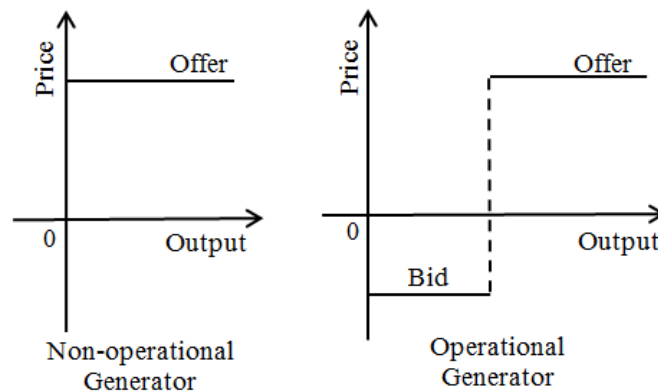 Price
Offer
0
Output
Non-operational
Generator
Price
Offer
0
Output
Bid
Operational
Generator